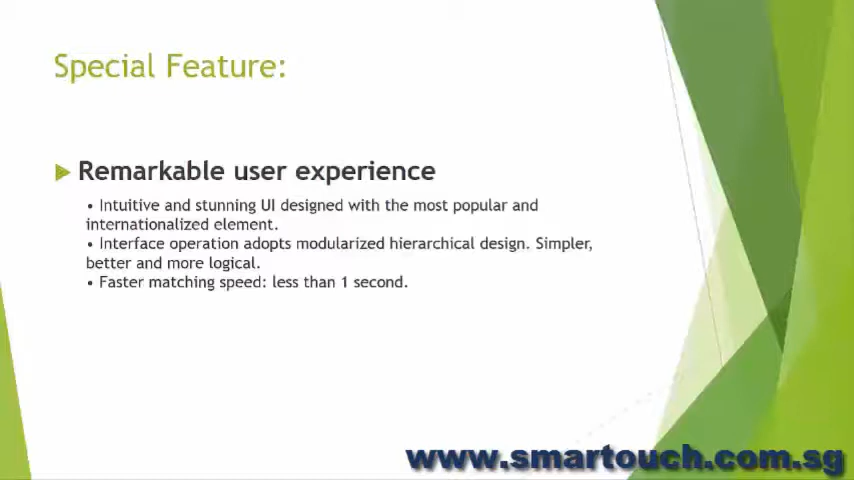 Special Feature:
Remarkable user experience
• Intuitive and stunning UI designed with the most popular and
internationalized element.
• Interface operation adopts modularized hierarchical design. Simpler,
better and more logical.
• Faster matching speed: less than 1 second.
www.smartouch.com.sg